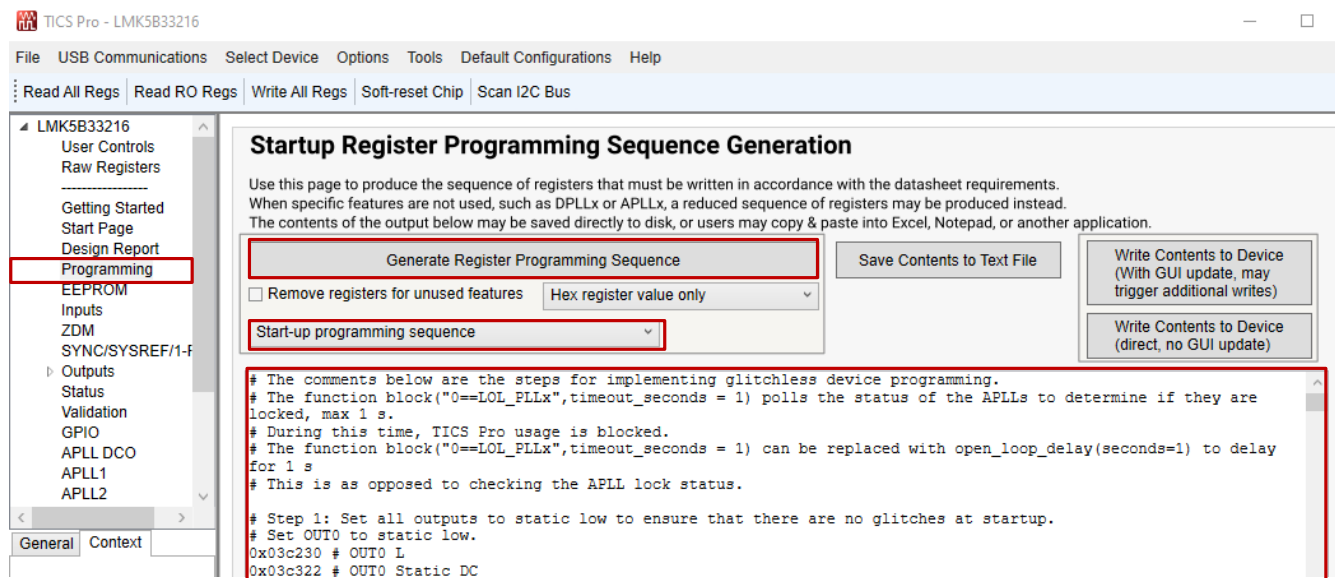 TICS Pro - LMK5B33216
File USB Communications Select Device Options Tools Default Configurations Help
Read All Regs Read RO Regs Write All Regs Soft-reset Chip Scan I2C Bus
LMK5B33216
User Controls
Raw Registers
-----------------
Getting Started
Start Page
Design Report
Programming
EEPROM
Inputs
ZDM
SYNC/SYSREF/1-F
Outputs
Status
Validation
GPIO
APLL DCO
APLL1
APLL2
General Context
Startup Register Programming Sequence Generation
Use this page to produce the sequence of registers that must be written in accordance with the datasheet requirements.
When specific features are not used, such as DPLLx or APLLx, a reduced sequence of registers may be produced instead.
The contents of the output below may be saved directly to disk, or users may copy & paste into Excel, Notepad, or another application.
Generate Register Programming Sequence
Remove registers for unused features
Hex register value only
Start-up programming sequence
Save Contents to Text File
Write Contents to Device
(With GUI update, may
trigger additional writes)
Write Contents to Device
(direct, no GUI update)
# The comments below are the steps for implementing glitchless device programming.
# The function block("0==LOL_PLLx",timeout_seconds = 1) polls the status of the APLLs to determine if they are
locked, max 1 s.
# During this time, TICS Pro usage is blocked.
# The function block("0==LOL_PLLx",timeout_seconds = 1) can be replaced with open_loop_delay(seconds=1) to delay
for 1 s
# This is as opposed to checking the APLL lock status.
# Step 1: Set all outputs to static low to ensure that there are no glitches at startup.
# Set OUT0 to static low.
0x03c230 # OUT0 L
0x03c322 # OUT0 Static DC